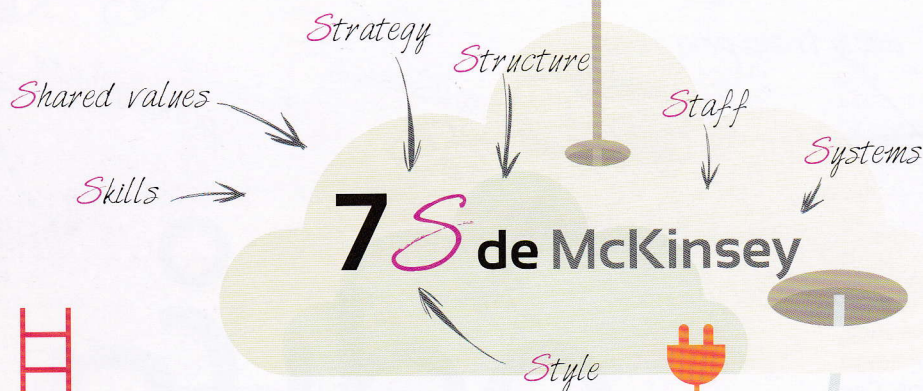 Strategy
Structure
Shared values
Staff
Systems
Skills
7 S de McKinsey
Style